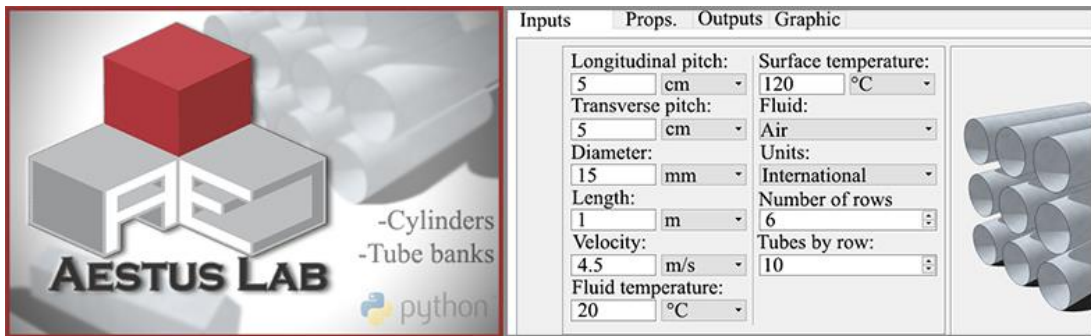 AE
-Cylinders
-Tube banks
AESTUS LAB
python
Inputs Props. Outputs Graphic
Longitudinal pitch:
5 cm
Transverse pitch:
5 cm
Diameter:
15 mm
Length:
1 m
Velocity:
4.5 m/s
Fluid temperature:
20 °C
Surface temperature:
120 °C
Fluid:
Air
Units:
International
Number of rows
6
Tubes by row:
10